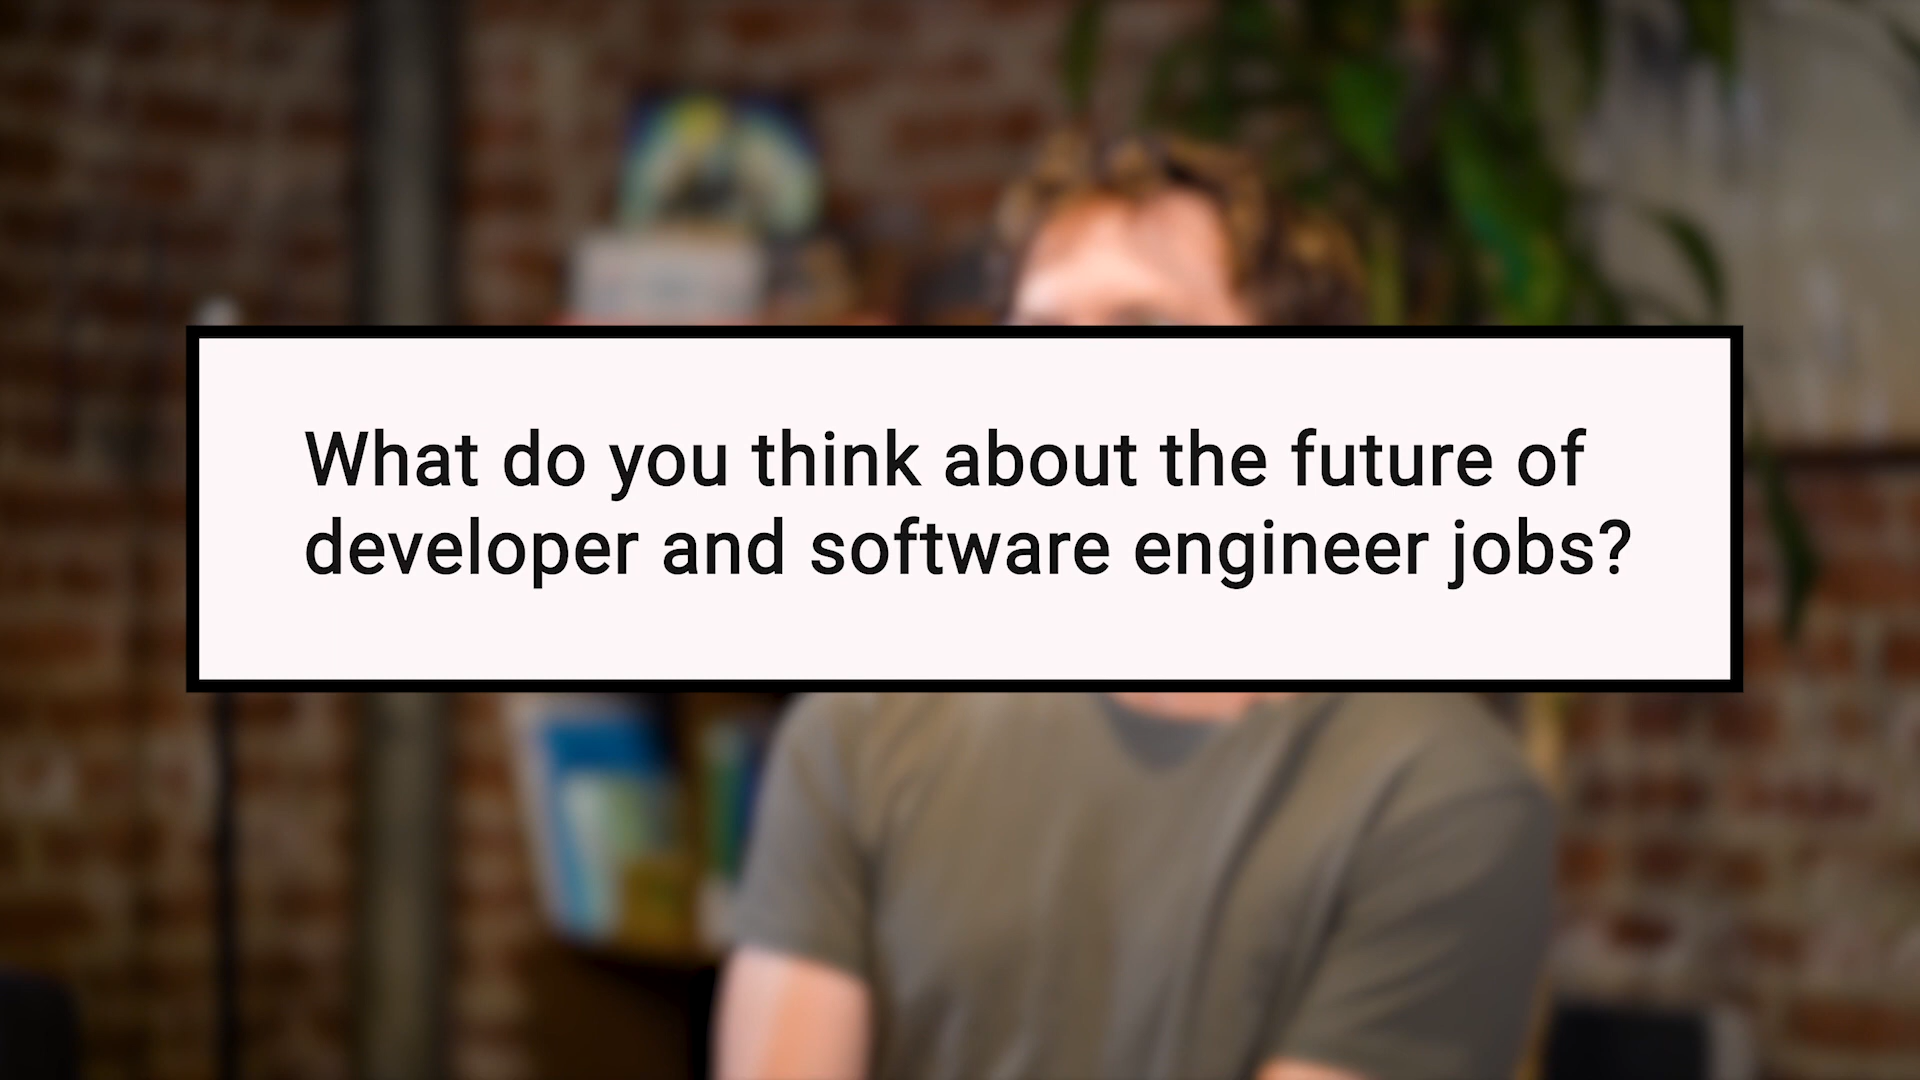 What do you think about the future of
developer and software engineer jobs?